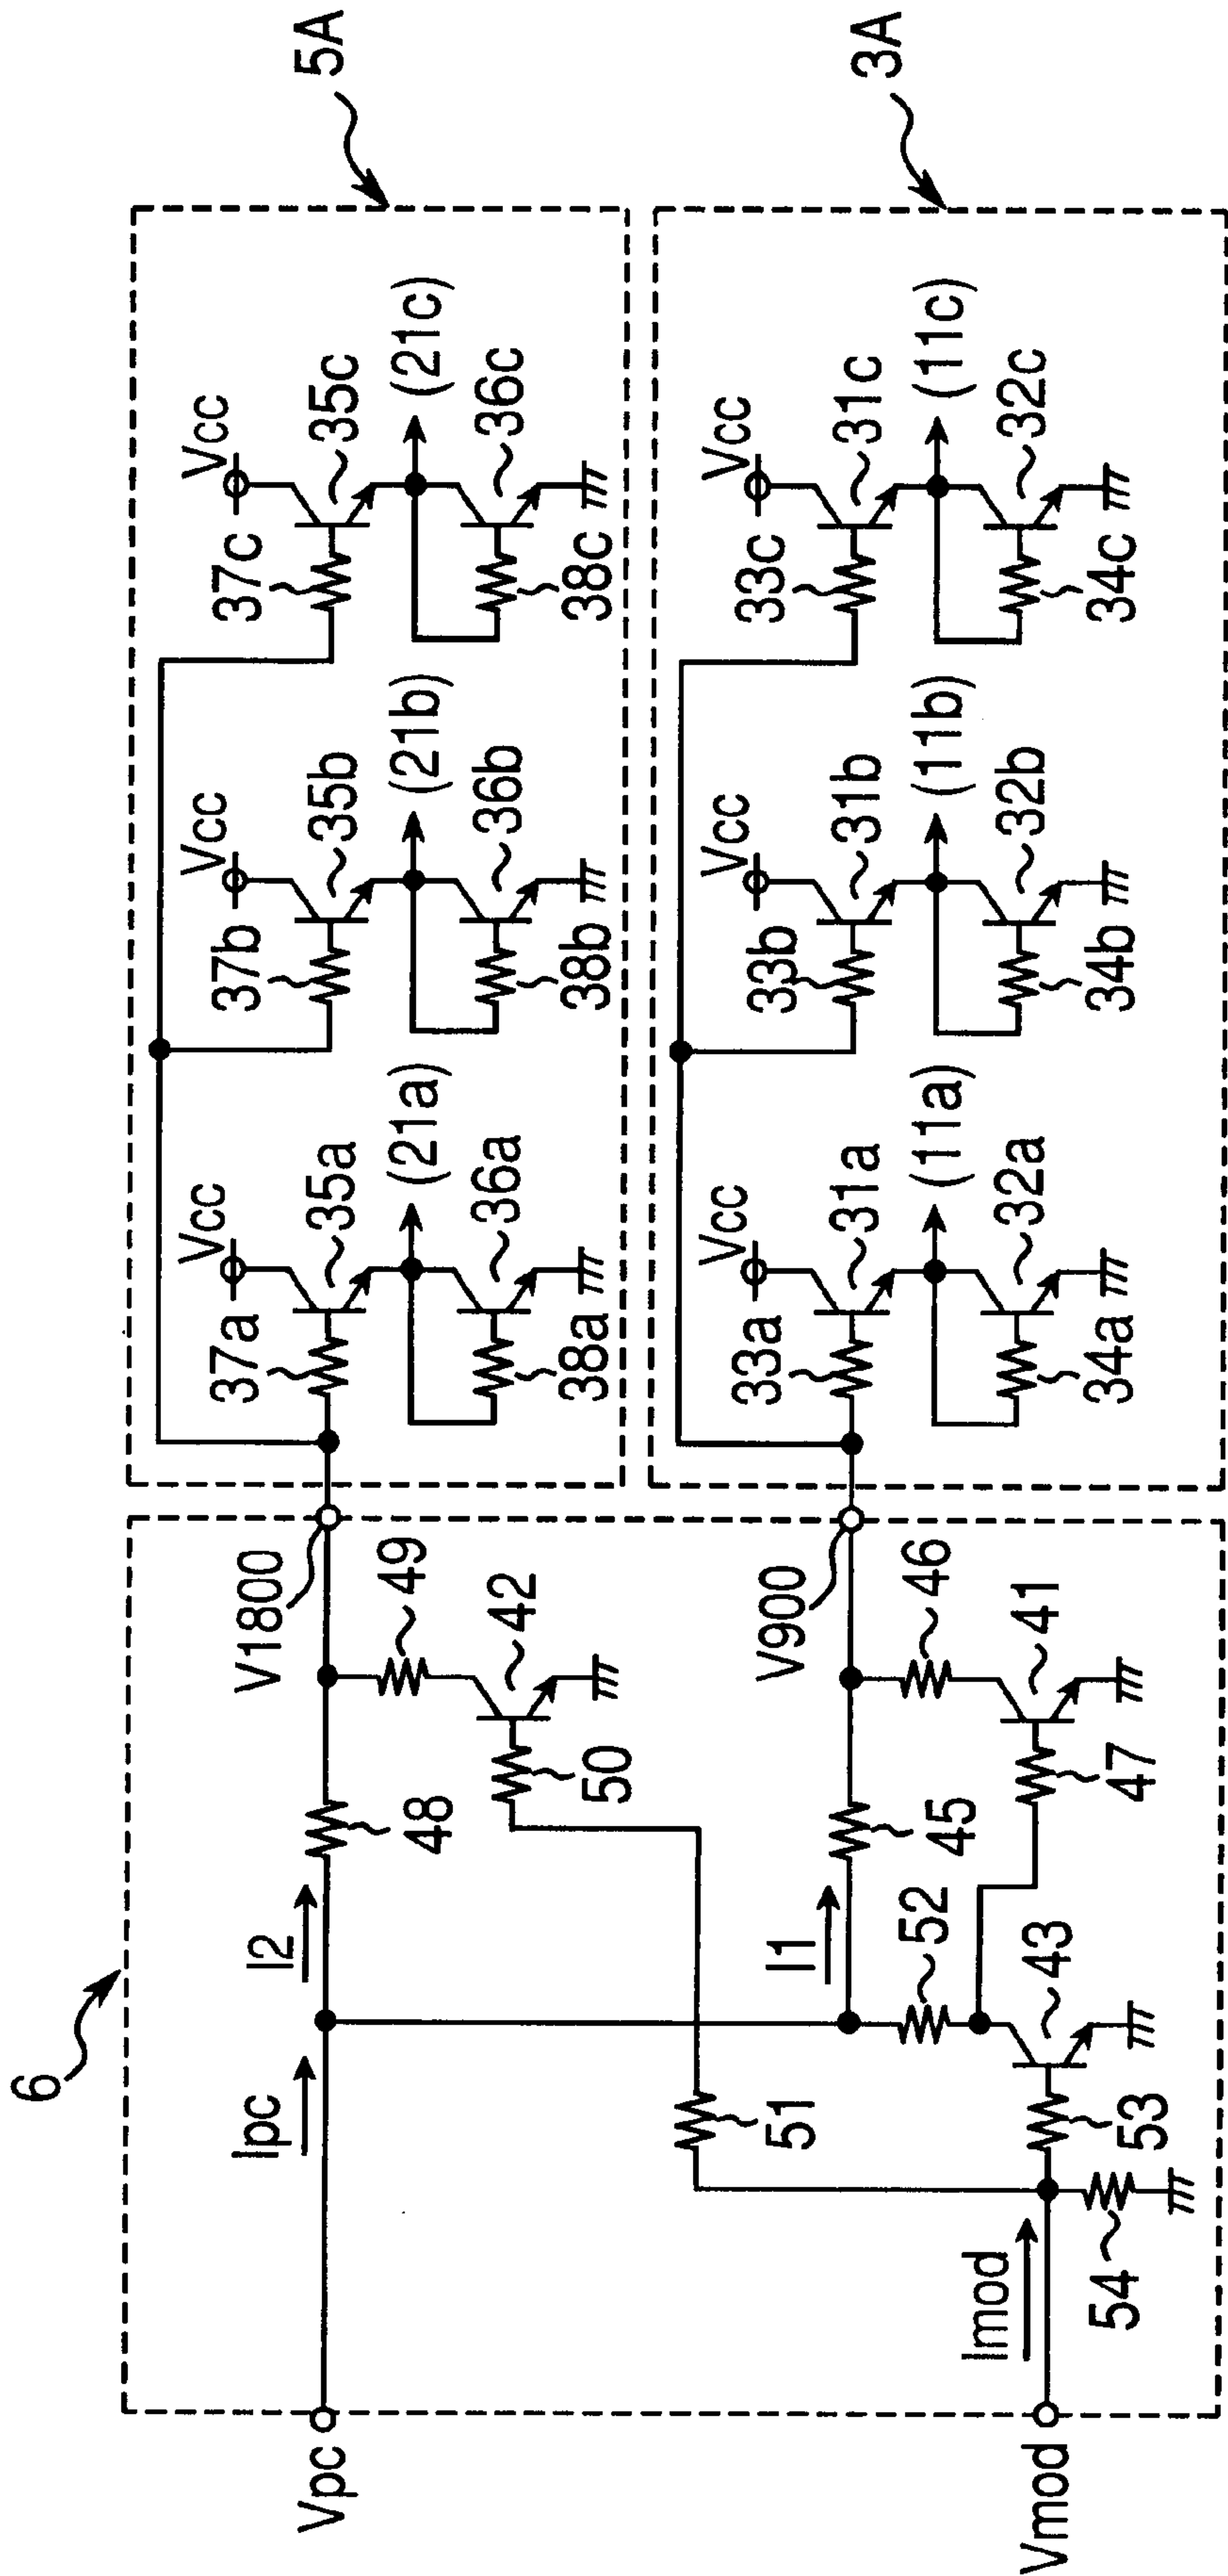 6
5A
3A
Vpc
Ipc
I2
48
V1800
49
42
50
51
Vmod
Imod
54
53
43
52
I1
45
V900
46
41
47
37a
Vcc
35a
(21a)
36a
38a
37b
Vcc
35b
(21b)
36b
38b
37c
Vcc
35c
(21c)
36c
38c
33a
Vcc
31a
(11a)
32a
34a
33b
Vcc
31b
(11b)
32b
34b
33c
Vcc
31c
(11c)
32c
34c